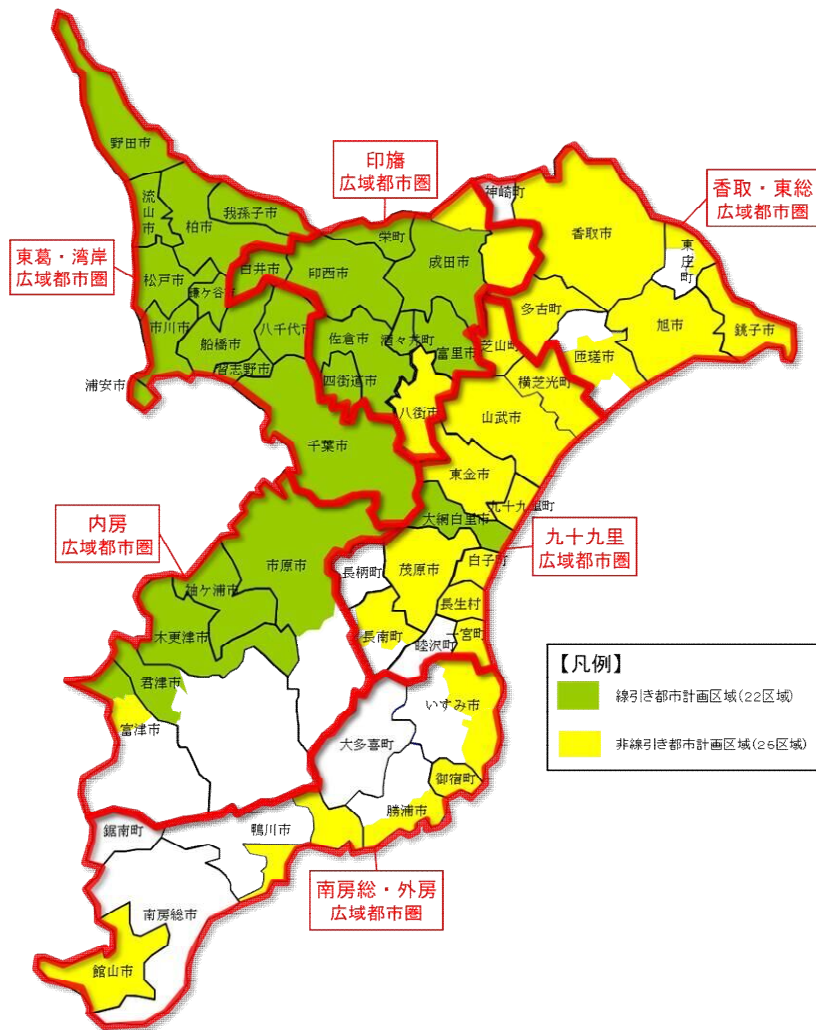 野田市
印旛
広域都市圏
神崎町
香取・東総
広域都市圏
流山市
柏市
我孫子市
栄町
香取市
東庄町
東葛・湾岸
広域都市圏
白井市
印西市
成田市
松戸市
鎌ケ谷市
多古町
市川市
船橋市
八千代市
佐倉市
酒々井町
富里市
芝山町
旭市
銚子市
匝瑳市
習志野市
四街道市
横芝光町
浦安市
八街市
山武市
千葉市
東金市
九十九里町
大網白里市
内房
広域都市圏
九十九里
広域都市圏
市原市
長柄町
茂原市
白子町
袖ケ浦市
長生村
木更津市
長南町
睦沢町
一宮町
君津市
【凡例】
線引き都市計画区域(22区域)
非線引き都市計画区域(26区域)
富津市
いすみ市
大多喜町
御宿町
勝浦市
鋸南町
鴨川市
南房総・外房
広域都市圏
南房総市
館山市